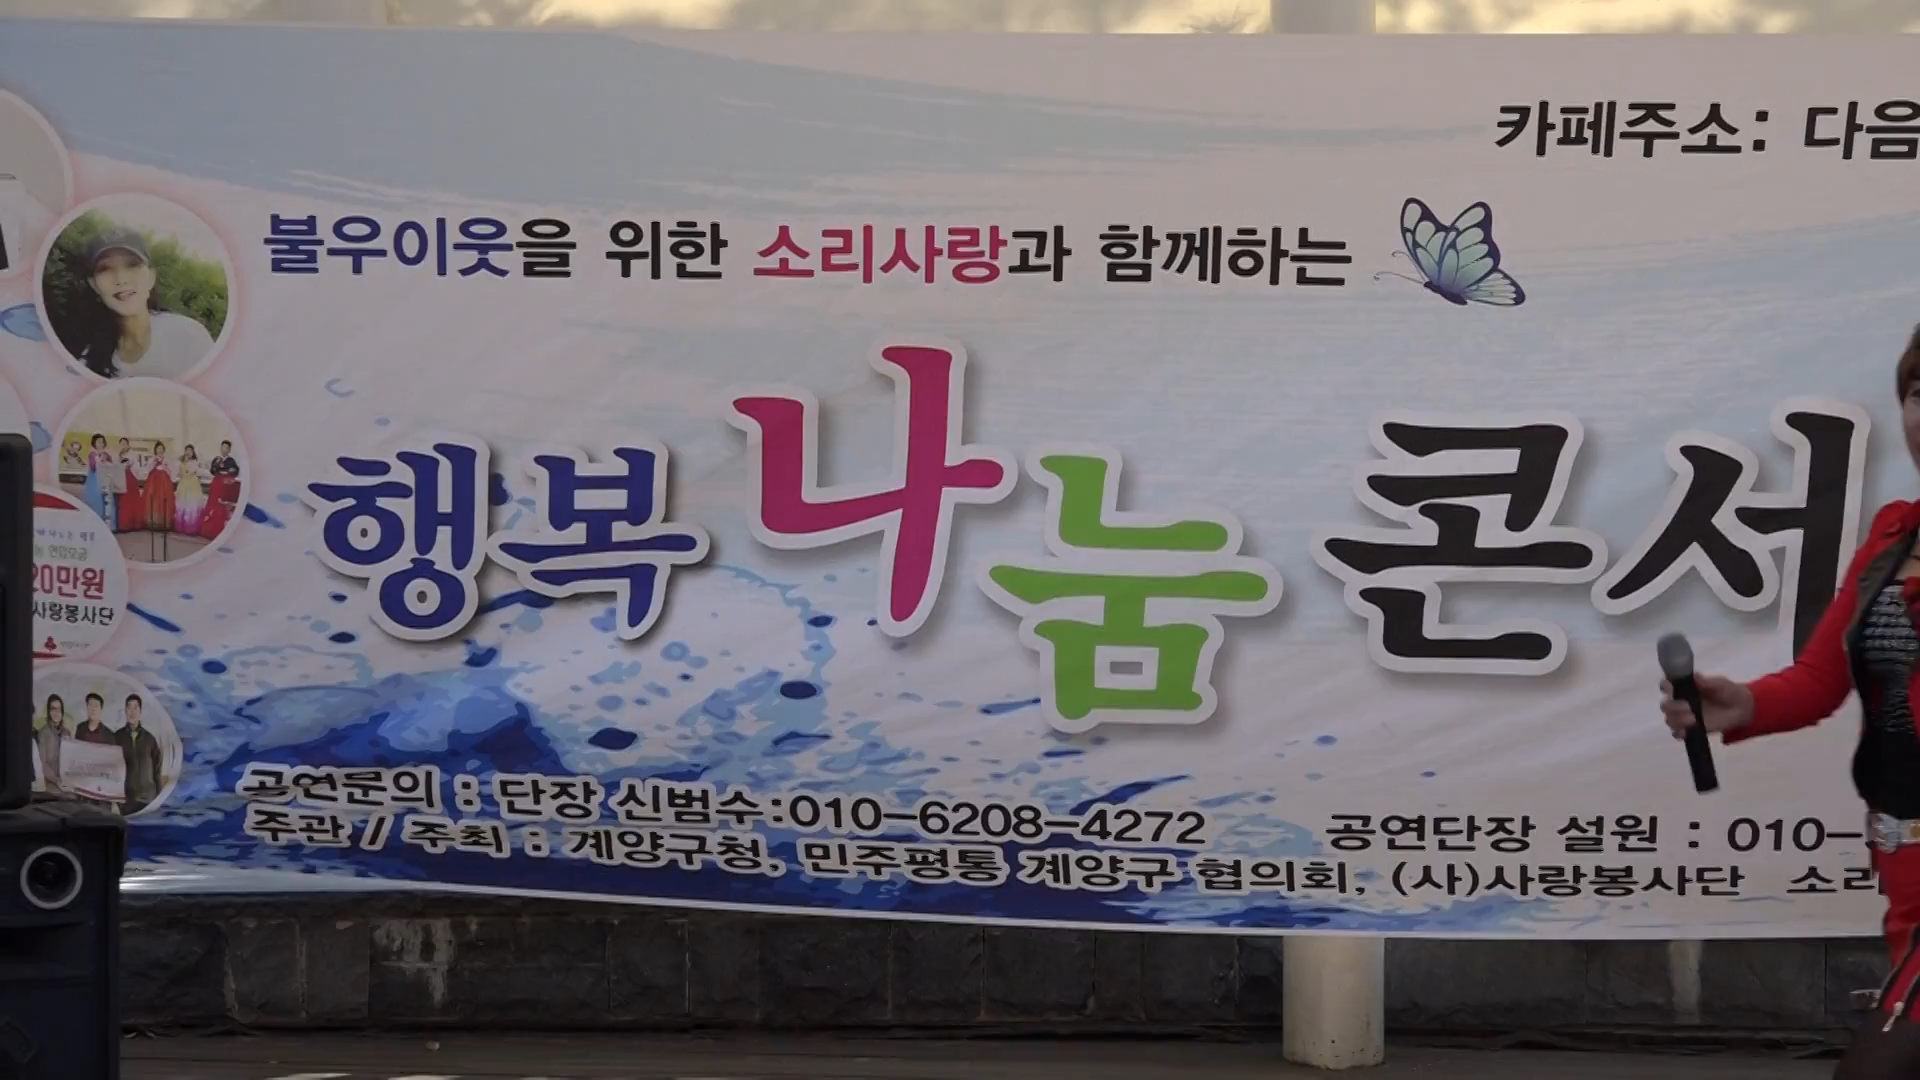 카페주소: 다음
불우이웃을 위한 소리사랑과 함께하는
행복 나눔 콘서
20만원
사랑봉사단
공연문의 : 단장 신범수:010-6208-4272 공연단장 설원 : 010-
주관 / 주최 : 계양구청, 민주평통 계양구 협의회, (사)사랑봉사단 소리